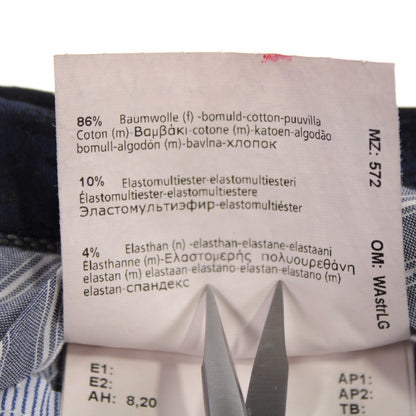 86% Baumwolle (f) -bomuld-cotton-puuvilla
Coton (m)-Βαμβάκι-cotone (m)-katoen-algodão
bomull-algodón (m)-bavlna-хлопок
10% Elastomultiester-elastomultiesteri
Élastomultiester-elastomultiestere
Эластомультиэфир-elastomultiéster
4% Elasthan (n) -elasthan-elastane-elastaani
Élasthanne (m)-Ελαστομερής πολυουρεθάνη
elastan (m) elastaan-elastano-elastan-elastano (m)
elastan-спандекс
MZ: 572
OM: WAstrLG
E1:
E2:
AH: 8,20
AP1:
AP2:
TB: